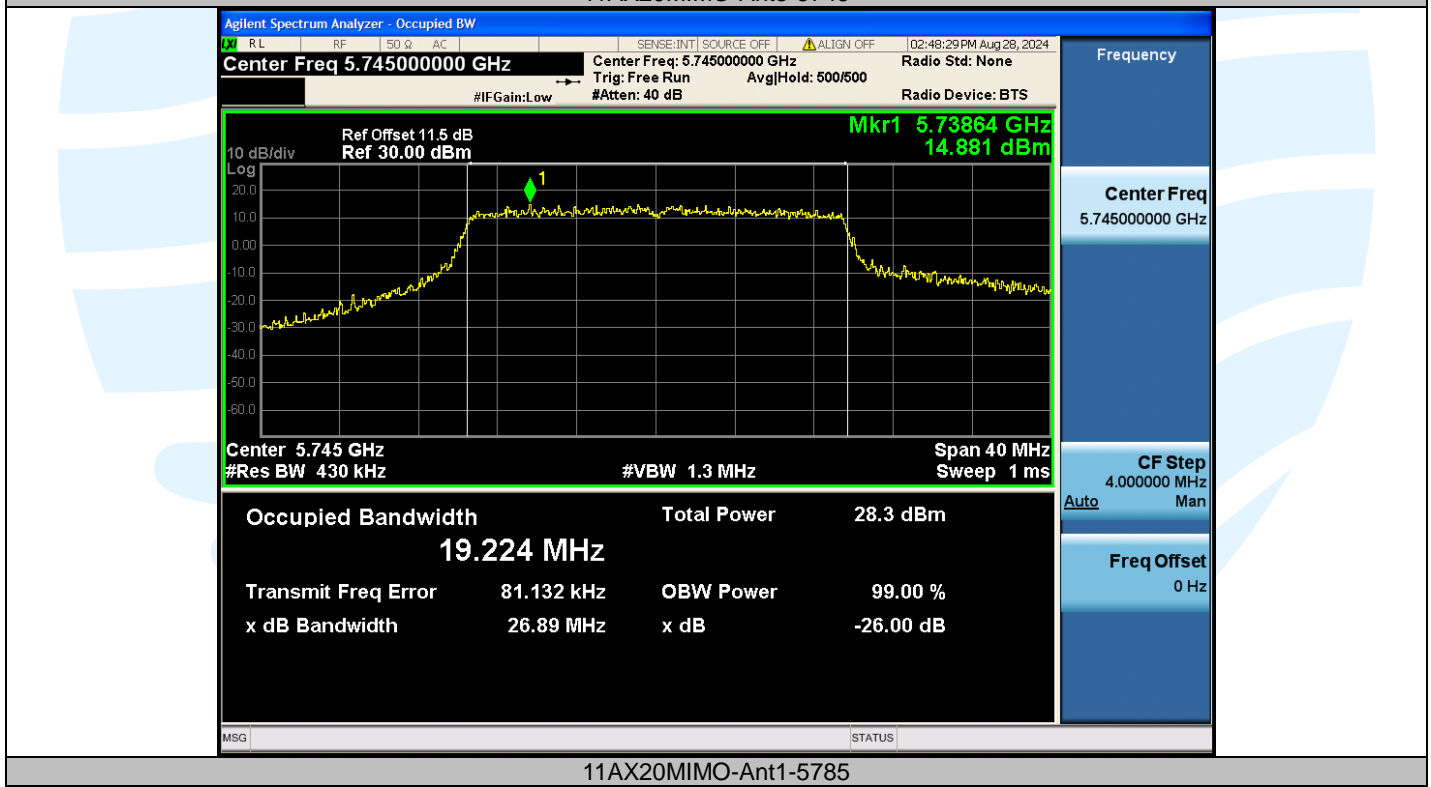 Agilent Spectrum Analyzer - Occupied BW
LXI RL RF 50 Ω AC SENSE:INT SOURCE OFF ALIGN OFF 02:48:29 PM Aug 28, 2024
Center Freq 5.745000000 GHz
Center Freq: 5.745000000 GHz
Radio Std: None
Trig: Free Run Avg|Hold: 500/500
#IFGain:Low
#Atten: 40 dB
Radio Device: BTS
Frequency
Mkr1 5.73864 GHz
14.881 dBm
Ref Offset 11.5 dB
10 dB/div Ref 30.00 dBm
Log
1
20.0
10.0
0.00
-10.0
-20.0
-30.0
-40.0
-50.0
-60.0
Center 5.745 GHz Span 40 MHz
#Res BW 430 kHz #VBW 1.3 MHz Sweep 1 ms
Center Freq
5.745000000 GHz
CF Step
4.000000 MHz
Auto Man
Freq Offset
0 Hz
Occupied Bandwidth Total Power 28.3 dBm
19.224 MHz
Transmit Freq Error 81.132 kHz OBW Power 99.00 %
x dB Bandwidth 26.89 MHz x dB -26.00 dB
MSG STATUS
11AX20MIMO-Ant1-5785